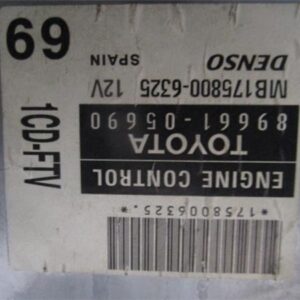 *1758006325.*
ENGINE CONTROL
TOYOTA
89661-05690
MB175800-6325 12V
DENSO
SPAIN
1CD-FTV
69